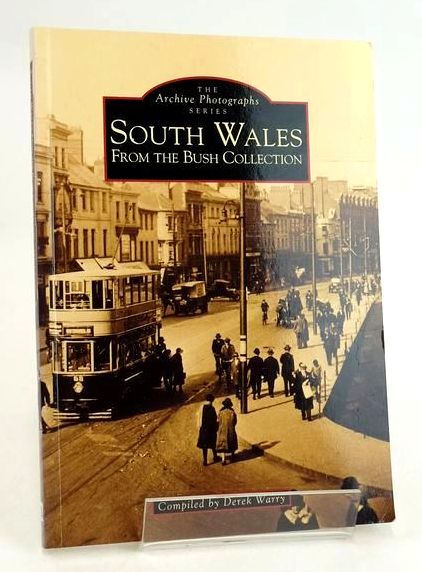 THE
Archive Photographs
SERIES
SOUTH WALES
FROM THE BUSH COLLECTION
Compiled by Derek Warry